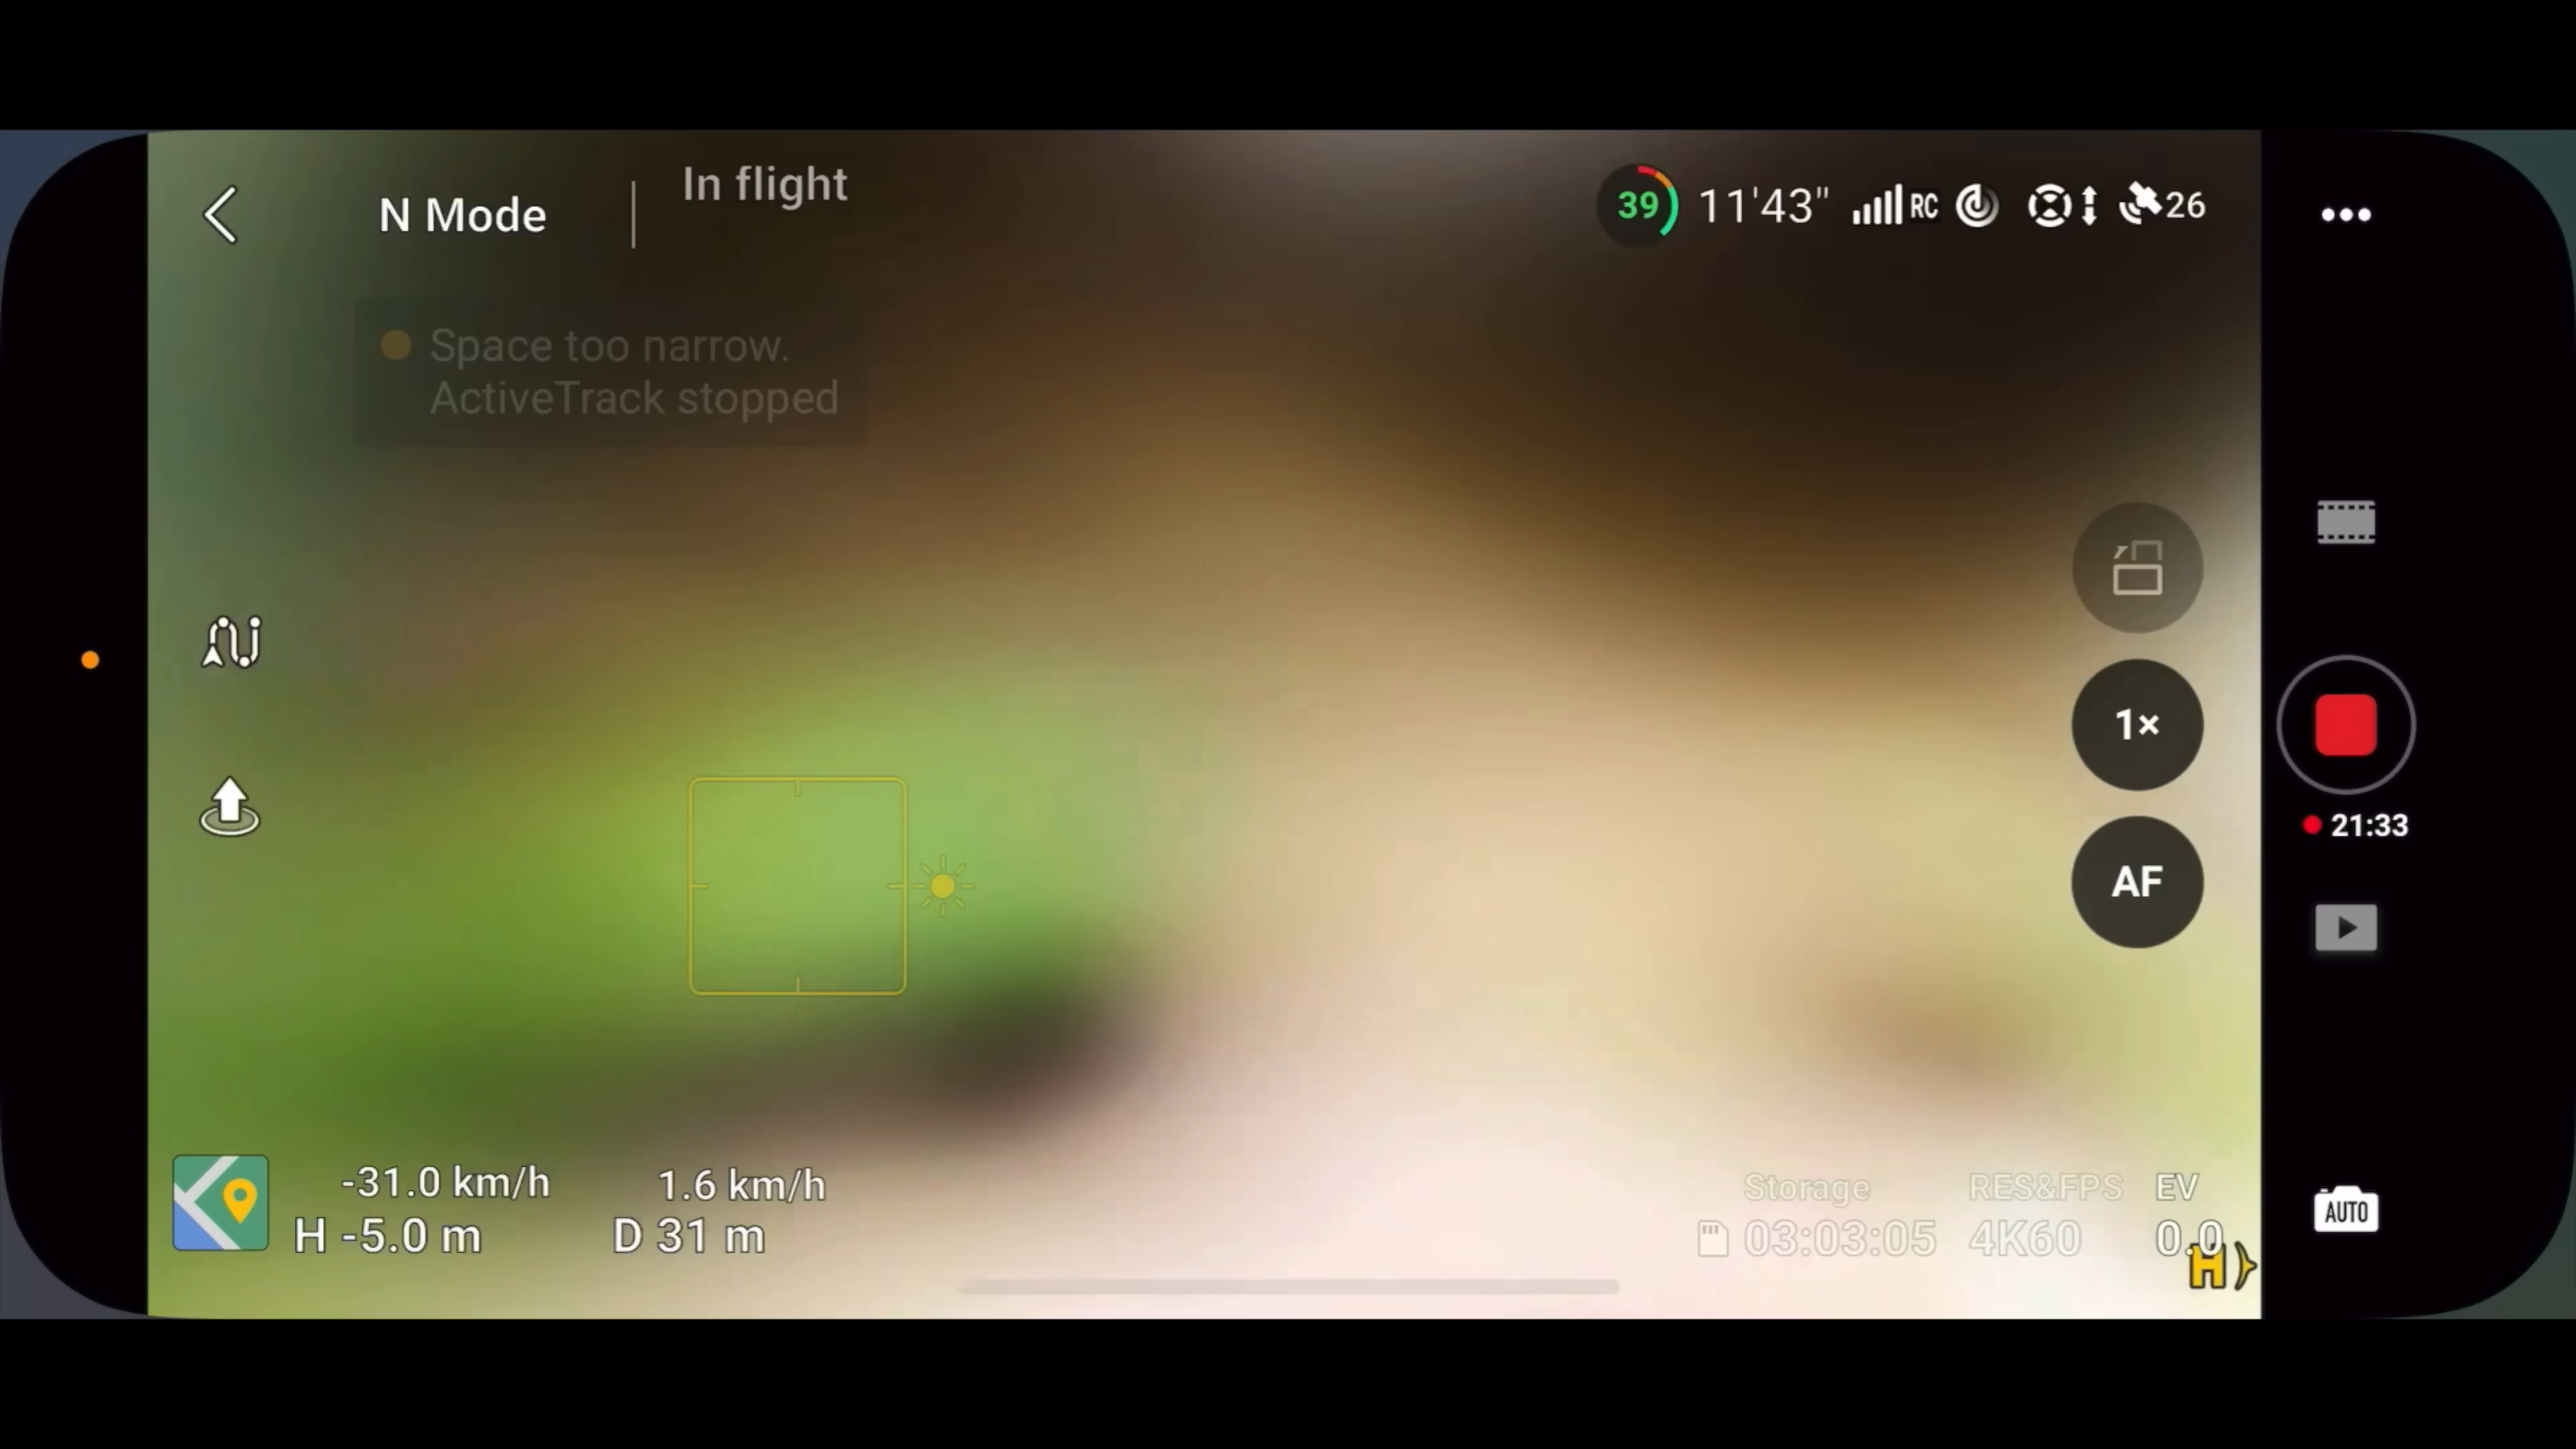 N Mode
In flight
39
11'43"
RC
26
Space too narrow.
ActiveTrack stopped
1×
AF
21:33
-31.0 km/h
1.6 km/h
H -5.0 m
D 31 m
Storage
RES&FPS
EV
03:03:05
4K60
0.0
H
AUTO